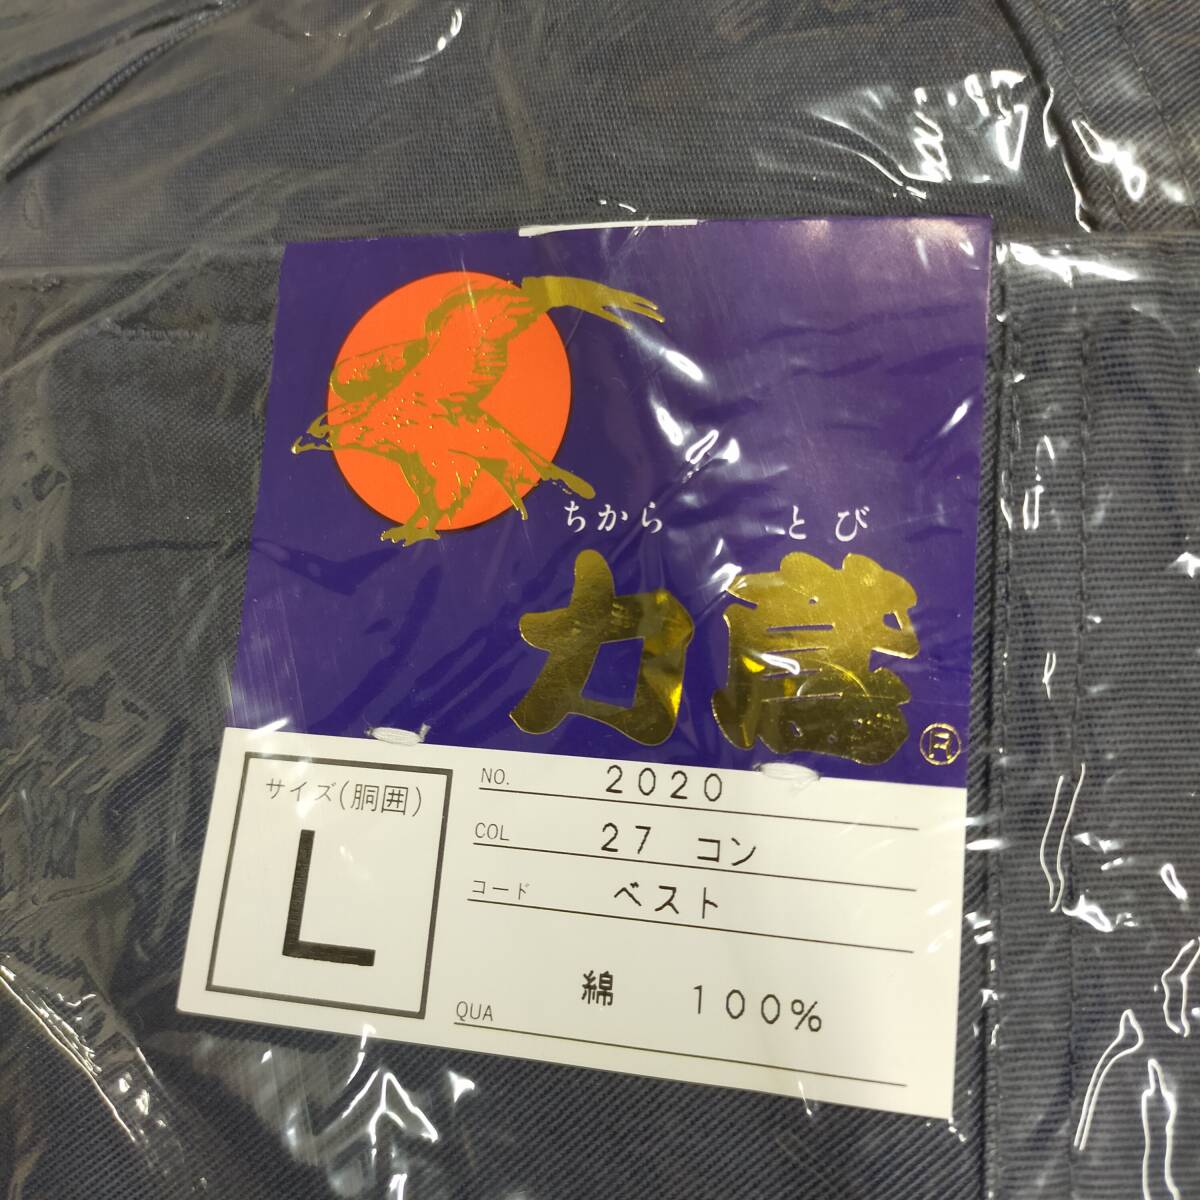 ちから とび
力鳶
R
サイズ(胴囲)
L
NO. 2020
COL 27 コン
コード ベスト
綿 100%
QUA